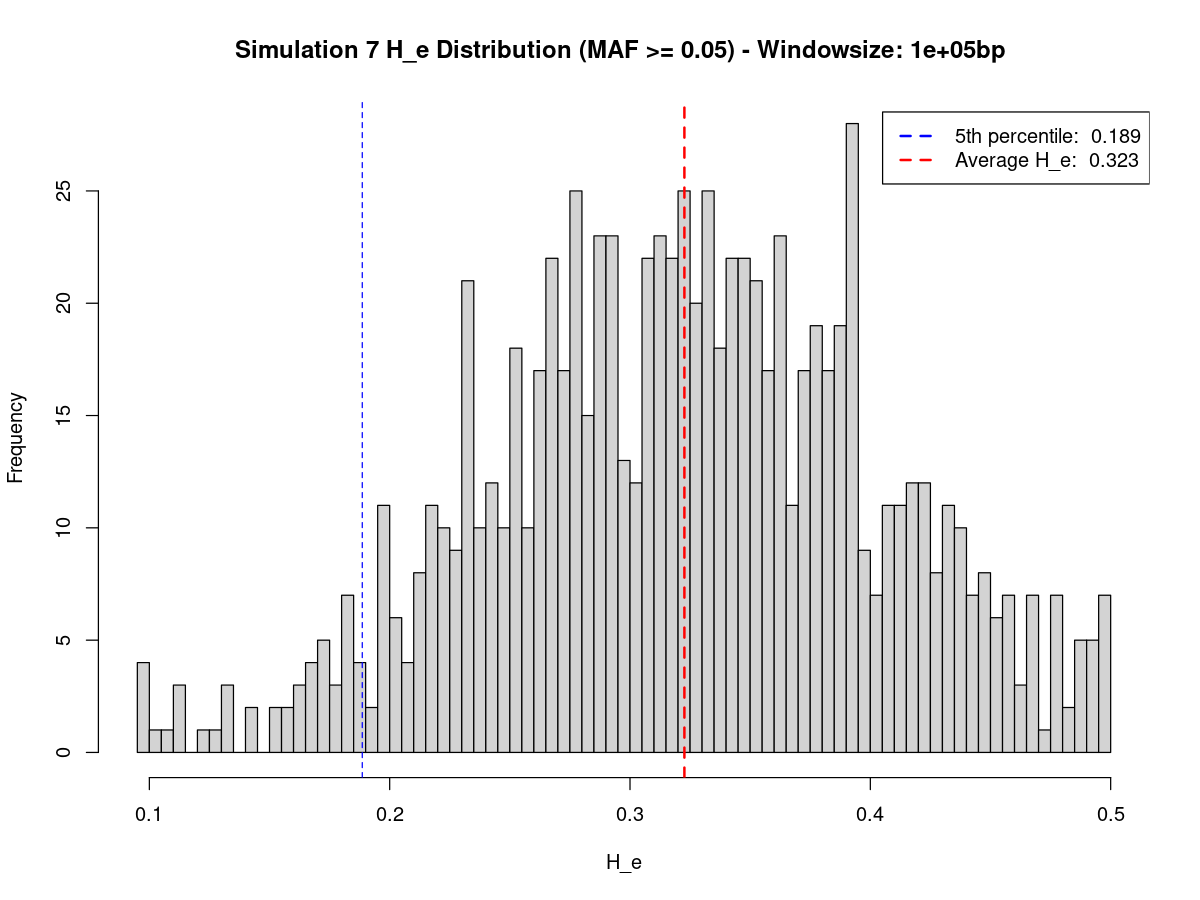 Simulation 7 H_e Distribution (MAF >= 0.05) - Windowsize: 1e+05bp
5th percentile:  0.189
Average H_e:  0.323
Frequency
25
20
15
10
5
0
0.1
0.2
0.3
0.4
0.5
H_e